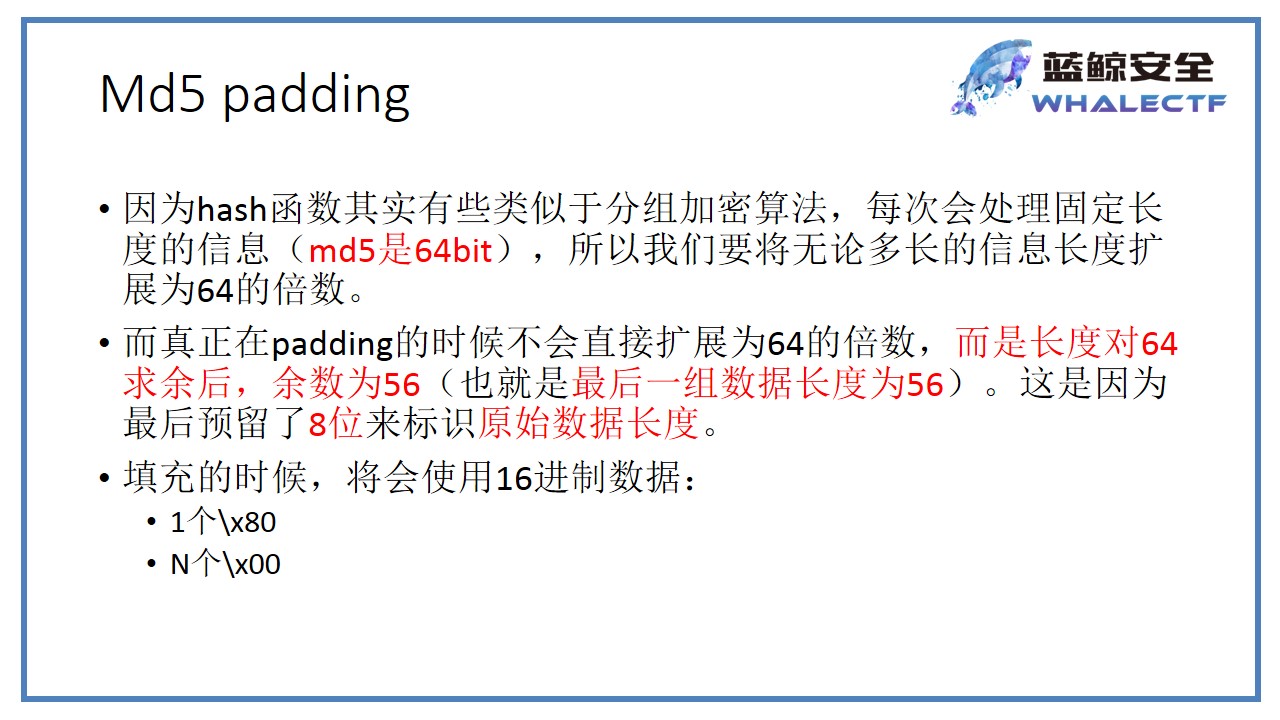 Md5 padding
蓝鲸安全
WHALECTF
• 因为hash函数其实有些类似于分组加密算法，每次会处理固定长
度的信息（md5是64bit），所以我们要将无论多长的信息长度扩
展为64的倍数。
• 而真正在padding的时候不会直接扩展为64的倍数，而是长度对64
求余后，余数为56（也就是最后一组数据长度为56）。这是因为
最后预留了8位来标识原始数据长度。
• 填充的时候，将会使用16进制数据：
• 1个\x80
• N个\x00